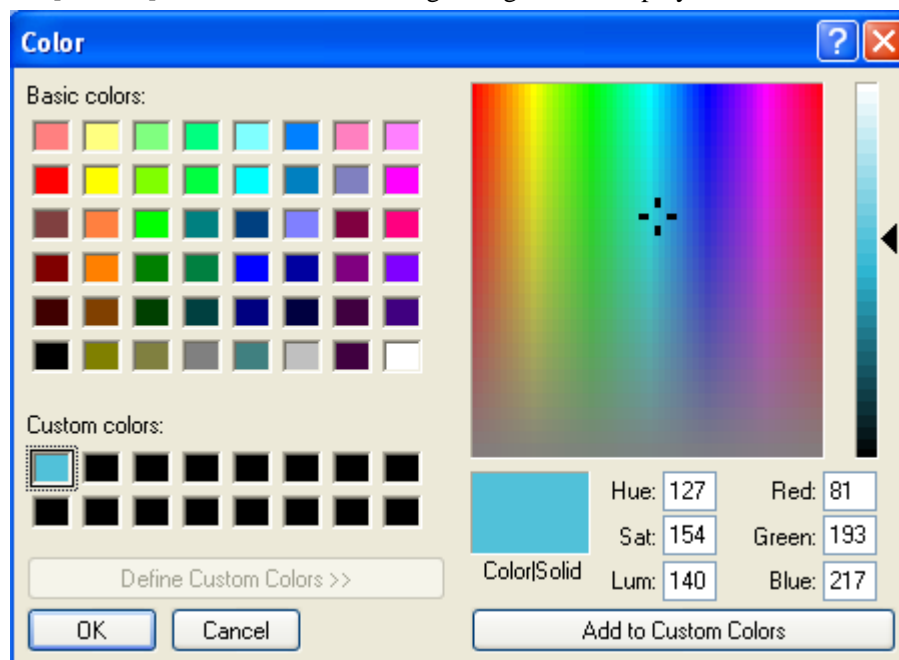 Color
Basic colors:
Custom colors:
Define Custom Colors >>
OK Cancel
Color|Solid
Hue: 127 Red: 81
Sat: 154 Green: 193
Lum: 140 Blue: 217
Add to Custom Colors